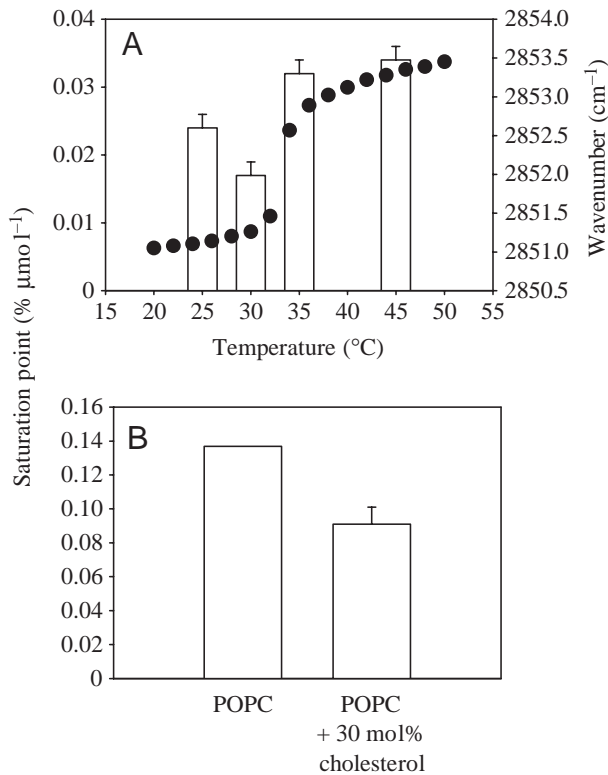 A
0.04
0.03
0.02
0.01
0
2854.0
2853.5
2853.0
2852.5
2852.0
2851.5
2851.0
2850.5
15 20 25 30 35 40 45 50 55
Temperature (°C)
Wavenumber (cm⁻¹)
Saturation point (% μmol⁻¹)
B
0.16
0.14
0.12
0.10
0.08
0.06
0.04
0.02
0
POPC POPC
+ 30 mol%
cholesterol